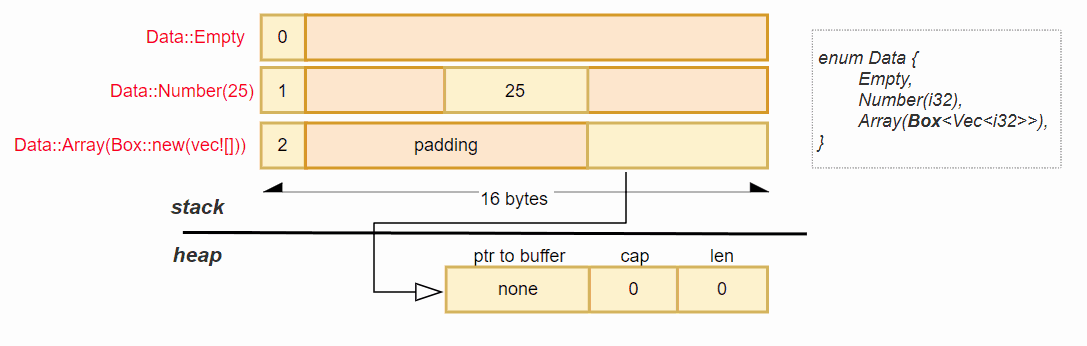 Data::Empty
0
Data::Number(25)
1
25
Data::Array(Box::new(vec![]))
2
padding
16 bytes
stack
heap
ptr to buffer cap len
none 0 0
enum Data {
Empty,
Number(i32),
Array(Box<Vec<i32>>),
}